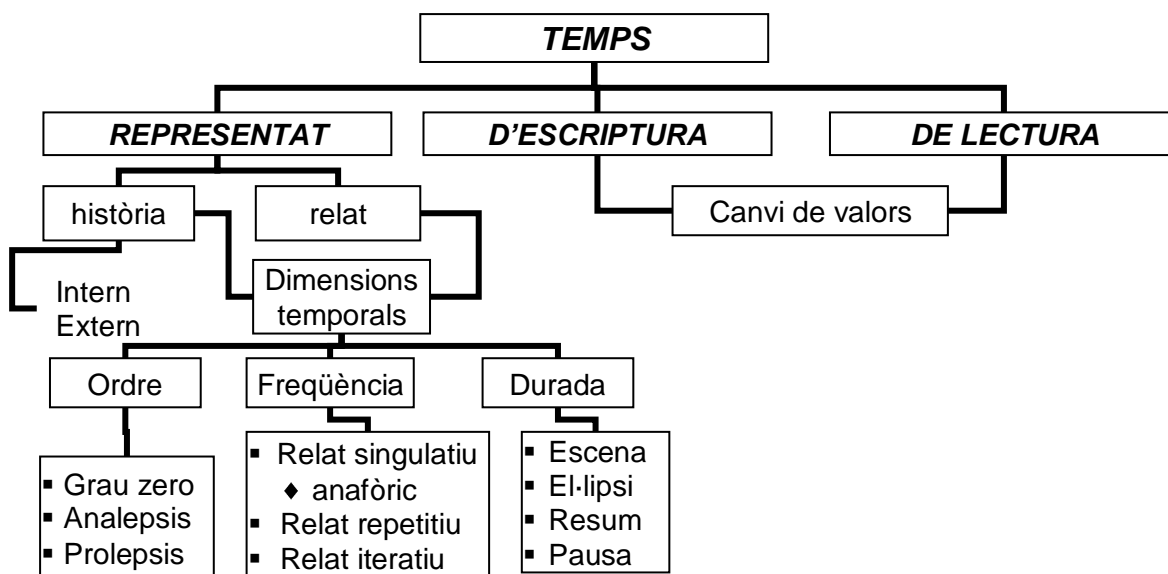 TEMPS
REPRESENTAT
D'ESCRIPTURA
DE LECTURA
històrìa
relat
Canvi de valors
Intern
Extern
Dimensions
temporals
Ordre
Freqüència
Durada
▪ Grau zero
▪ Analepsis
▪ Prolepsis
▪ Relat singulatiu
♦ anafòric
▪ Relat repetitiu
▪ Relat iteratiu
▪ Escena
▪ El·lipsi
▪ Resum
▪ Pausa